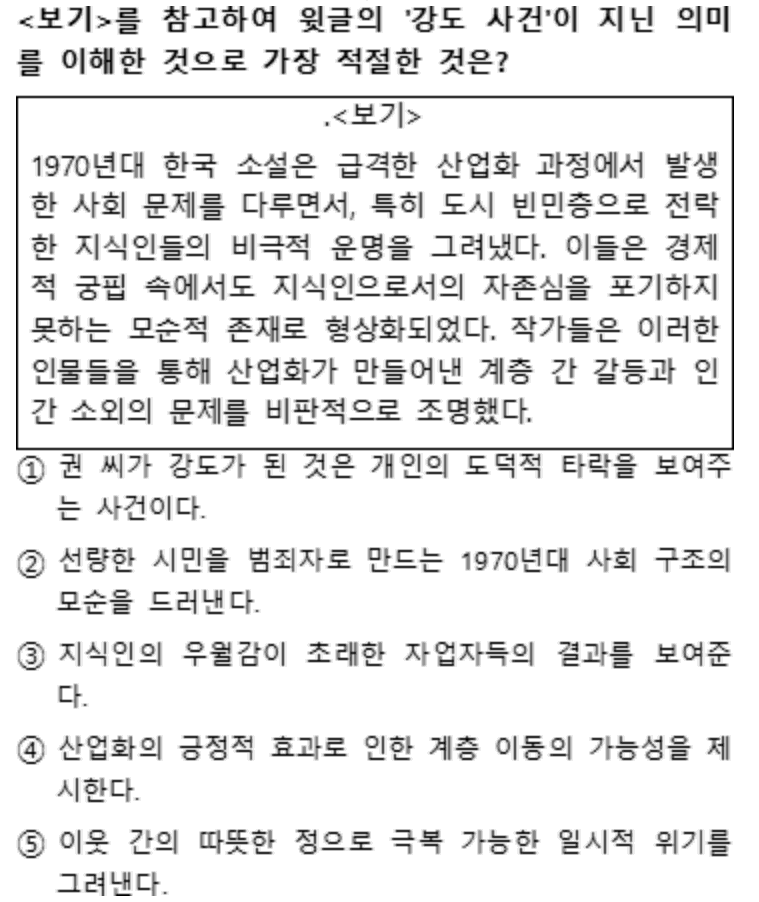 <보기>를 참고하여 윗글의 '강도 사건'이 지닌 의미
를 이해한 것으로 가장 적절한 것은?
.<보기>
1970년대 한국 소설은 급격한 산업화 과정에서 발생
한 사회 문제를 다루면서, 특히 도시 빈민층으로 전락
한 지식인들의 비극적 운명을 그려냈다. 이들은 경제
적 궁핍 속에서도 지식인으로서의 자존심을 포기하지
못하는 모순적 존재로 형상화되었다. 작가들은 이러한
인물들을 통해 산업화가 만들어낸 계층 간 갈등과 인
간 소외의 문제를 비판적으로 조명했다.
① 권 씨가 강도가 된 것은 개인의 도덕적 타락을 보여주
는 사건이다.
② 선량한 시민을 범죄자로 만드는 1970년대 사회 구조의
모순을 드러낸다.
③ 지식인의 우월감이 초래한 자업자득의 결과를 보여준
다.
④ 산업화의 긍정적 효과로 인한 계층 이동의 가능성을 제
시한다.
⑤ 이웃 간의 따뜻한 정으로 극복 가능한 일시적 위기를
그려낸다.